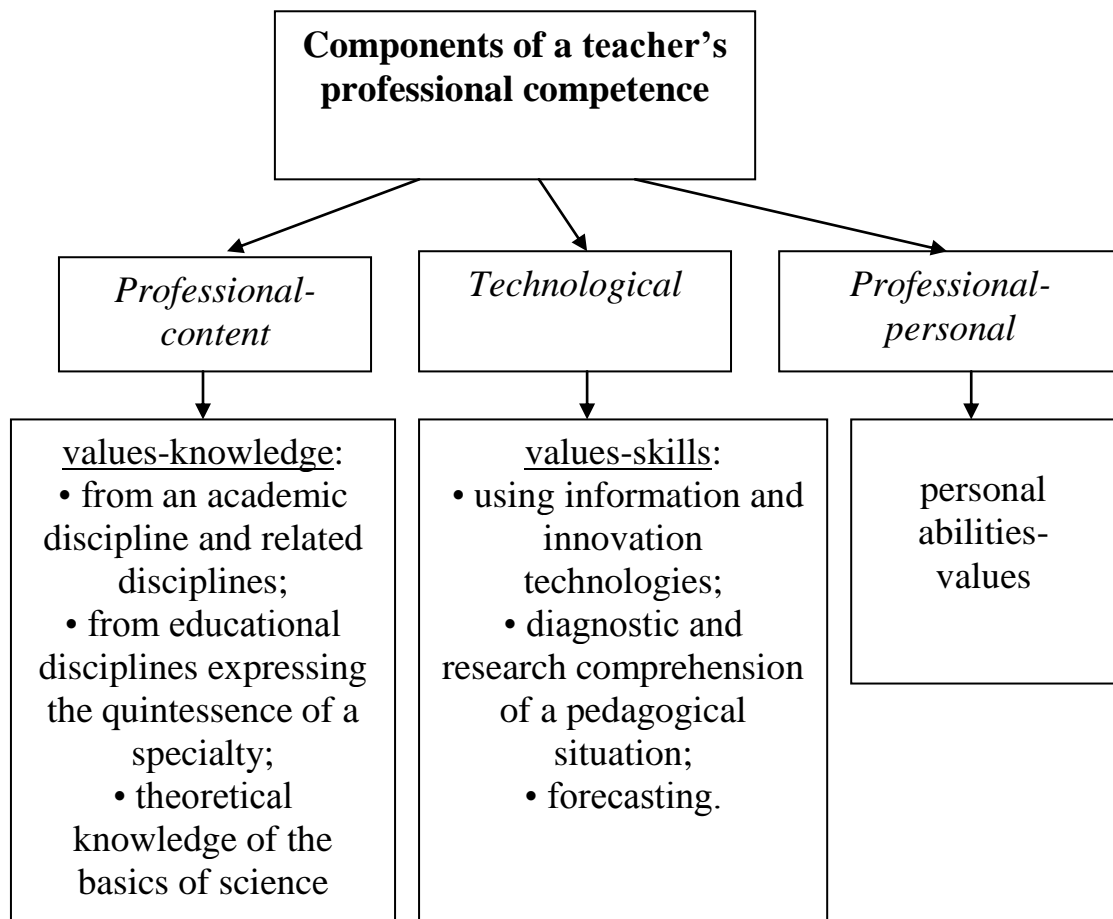 Components of a teacher’s
professional competence
Professional-
content
Technological
Professional-
personal
values-knowledge:
• from an academic
discipline and related
disciplines;
• from educational
disciplines expressing
the quintessence of a
specialty;
• theoretical
knowledge of the
basics of science
values-skills:
• using information and
innovation
technologies;
• diagnostic and
research comprehension
of a pedagogical
situation;
• forecasting.
personal
abilities-
values